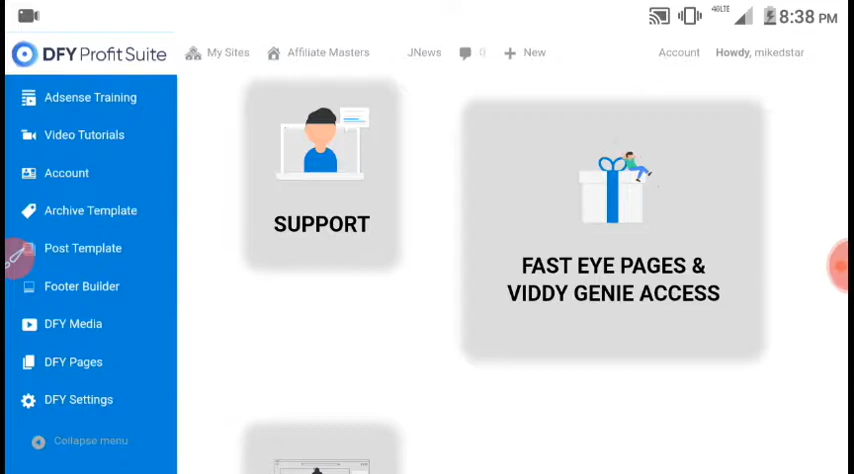 4GLTE 8:38 PM
DFY Profit Suite My Sites Affiliate Masters JNews 0 New Account Howdy, mikedstar
Adsense Training
Video Tutorials
Account
Archive Template
Post Template
Footer Builder
DFY Media
DFY Pages
DFY Settings
Collapse menu
SUPPORT
FAST EYE PAGES &
VIDDY GENIE ACCESS